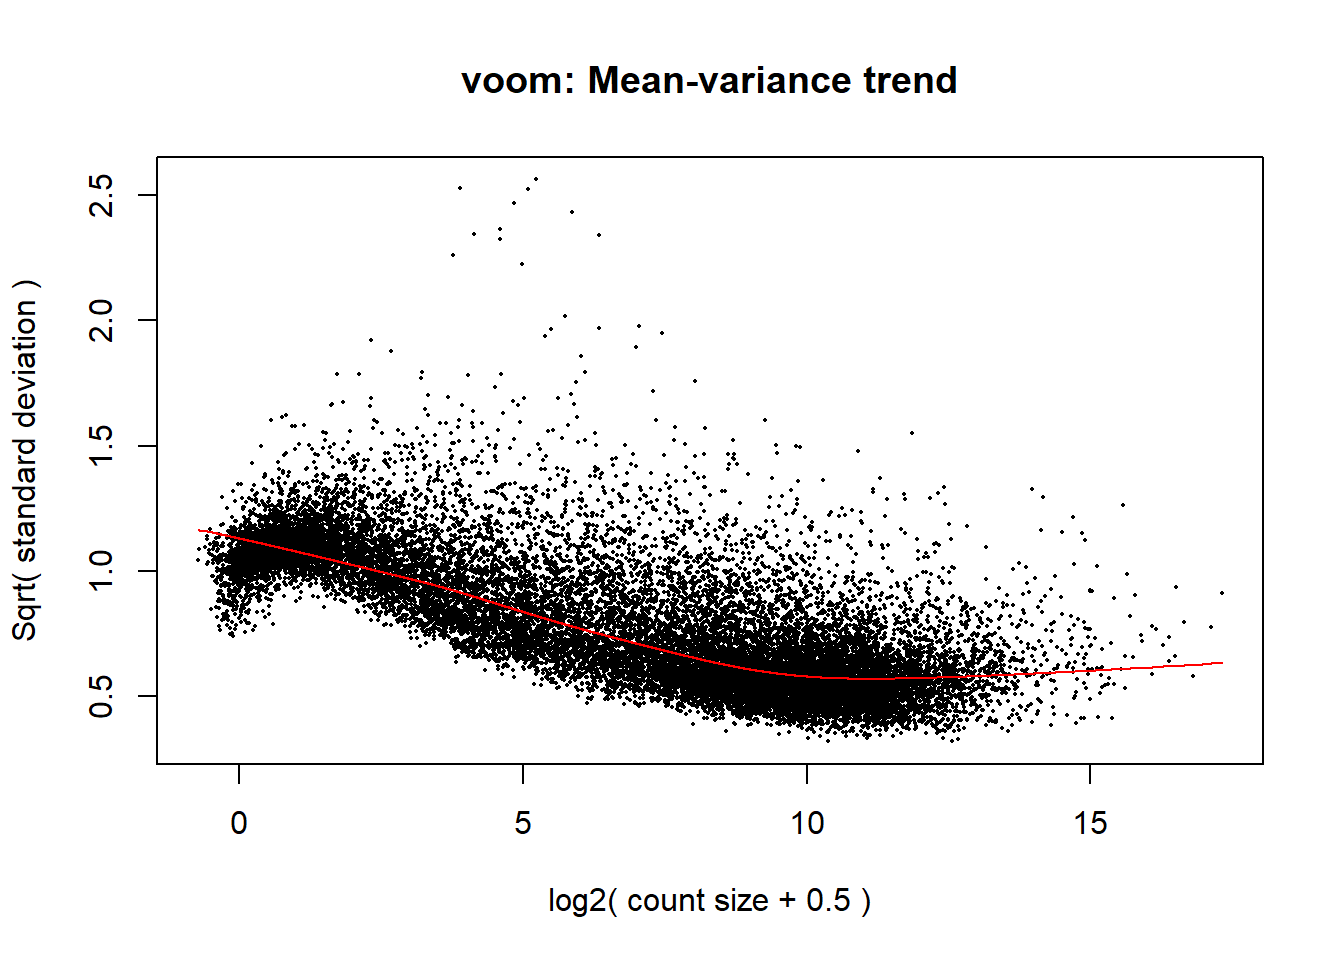 voom: Mean-variance trend
Sqrt( standard deviation )
2.5
2.0
1.5
1.0
0.5
0 5 10 15
log2( count size + 0.5 )